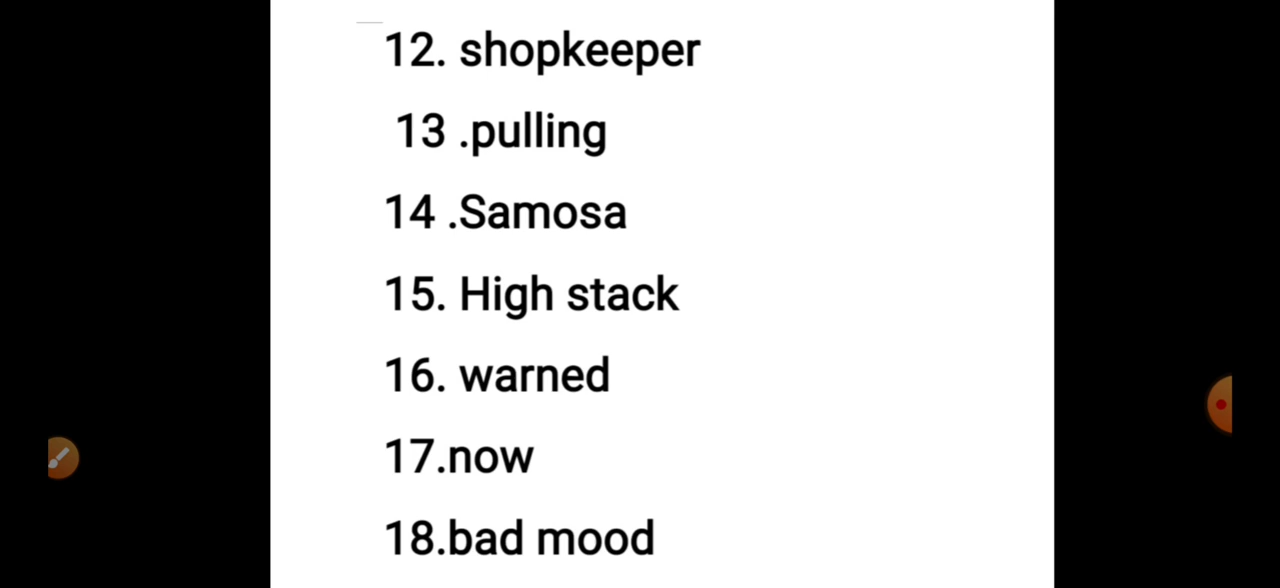 12. shopkeeper
13 .pulling
14 .Samosa
15. High stack
16. warned
17.now
18.bad mood